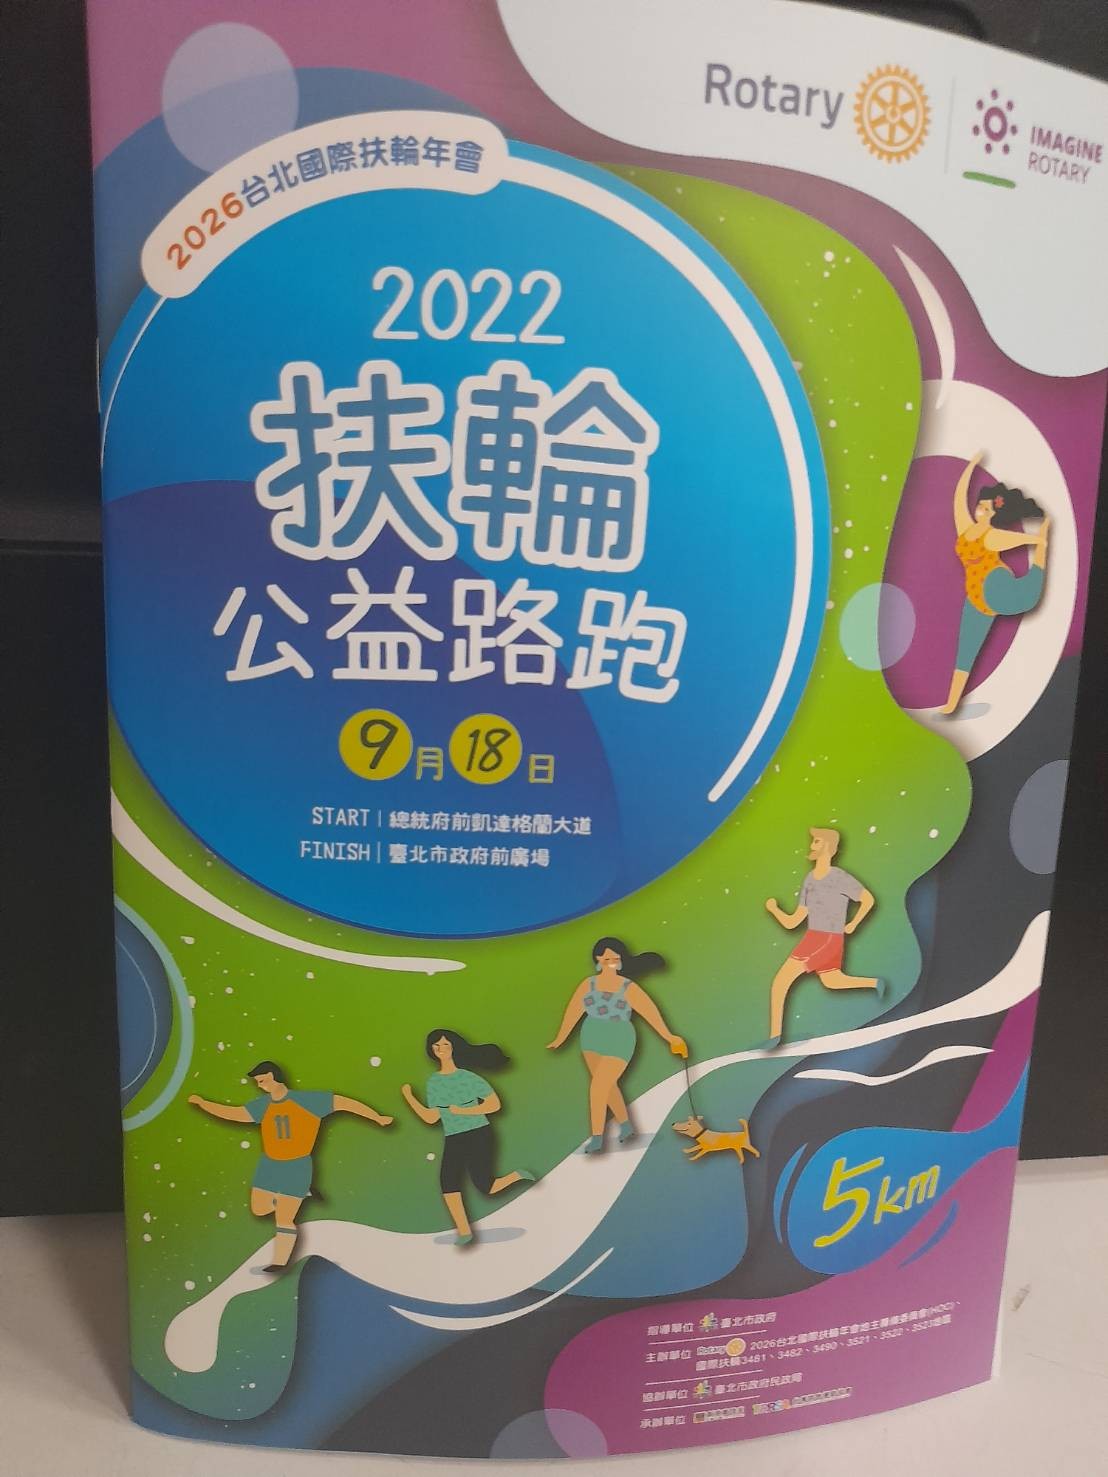 Rotary
IMAGINE
ROTARY
2026台北國際扶輪年會
2022
扶輪
公益路跑
9月18日
START｜總統府前凱達格蘭大道
FINISH｜臺北市政府前廣場
11
5km
指導單位 臺北市政府
主辦單位 Rotary 2026台北國際扶輪年會地主籌備委員會(HOC)、
國際扶輪3481、3482、3490、3521、3522、3523地區
協辦單位 臺北市政府民政局
承辦單位